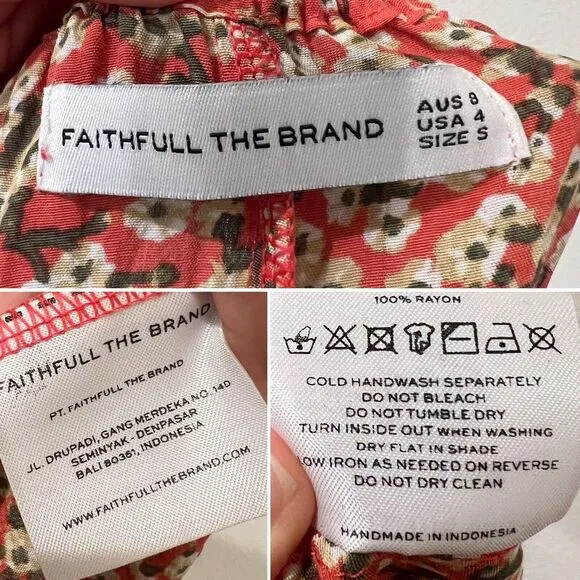 FAITHFULL THE BRAND
AUS 8
USA 4
SIZE S
FAITHFULL THE BRAND
PT. FAITHFULL THE BRAND
JL. DRUPADI, GANG MERDEKA NO. 14D
SEMINYAK - DENPASAR
BALI 80361, INDONESIA
WWW.FAITHFULLTHEBRAND.COM
100% RAYON
COLD HANDWASH SEPARATELY
DO NOT BLEACH
DO NOT TUMBLE DRY
TURN INSIDE OUT WHEN WASHING
DRY FLAT IN SHADE
LOW IRON AS NEEDED ON REVERSE
DO NOT DRY CLEAN
HANDMADE IN INDONESIA